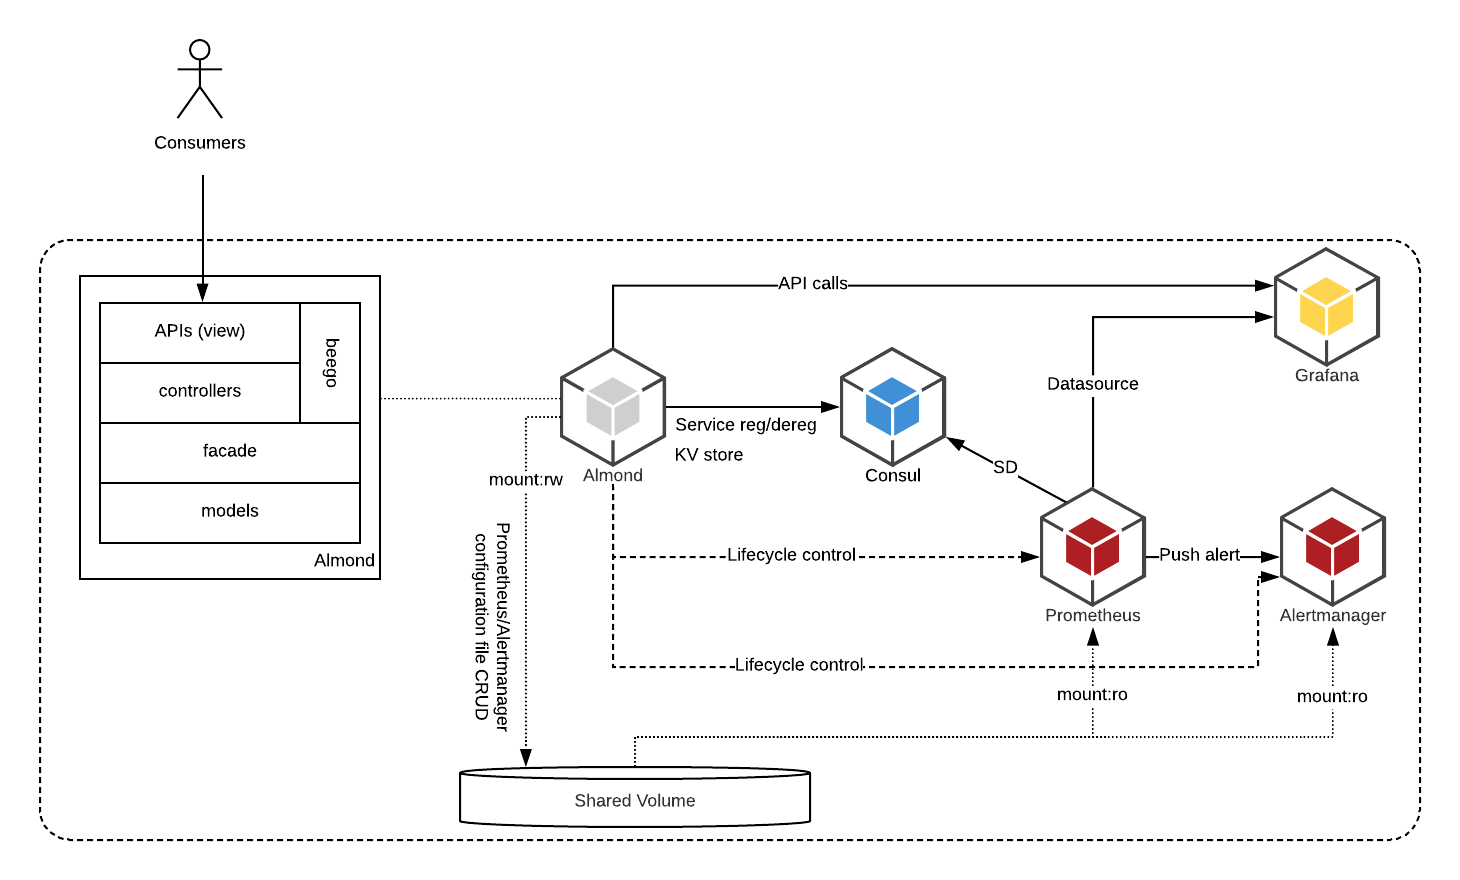 Consumers
APIs (view)
beego
controllers
facade
models
Almond
API calls
Grafana
Datasource
Service reg/dereg
KV store
Almond
Consul
SD
mount:rw
Prometheus/Alertmanager
configuration file CRUD
Lifecycle control
Push alert
Prometheus
Alertmanager
Lifecycle control
mount:ro
mount:ro
Shared Volume